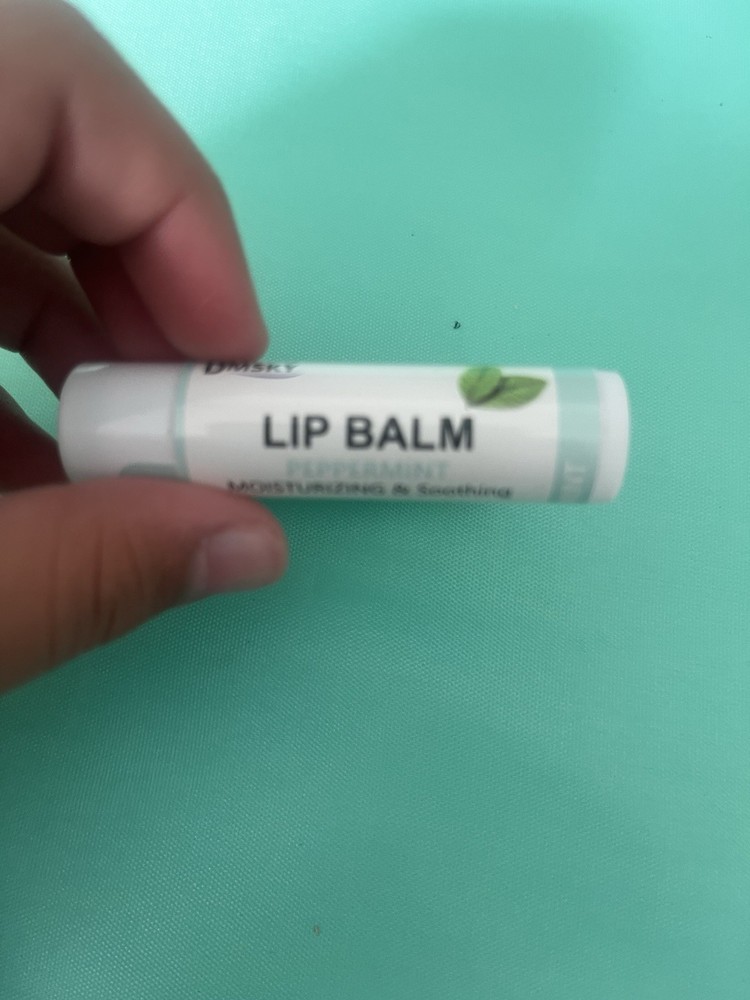 DMSKY
LIP BALM
PEPPERMINT
MOISTURIZING & Soothing